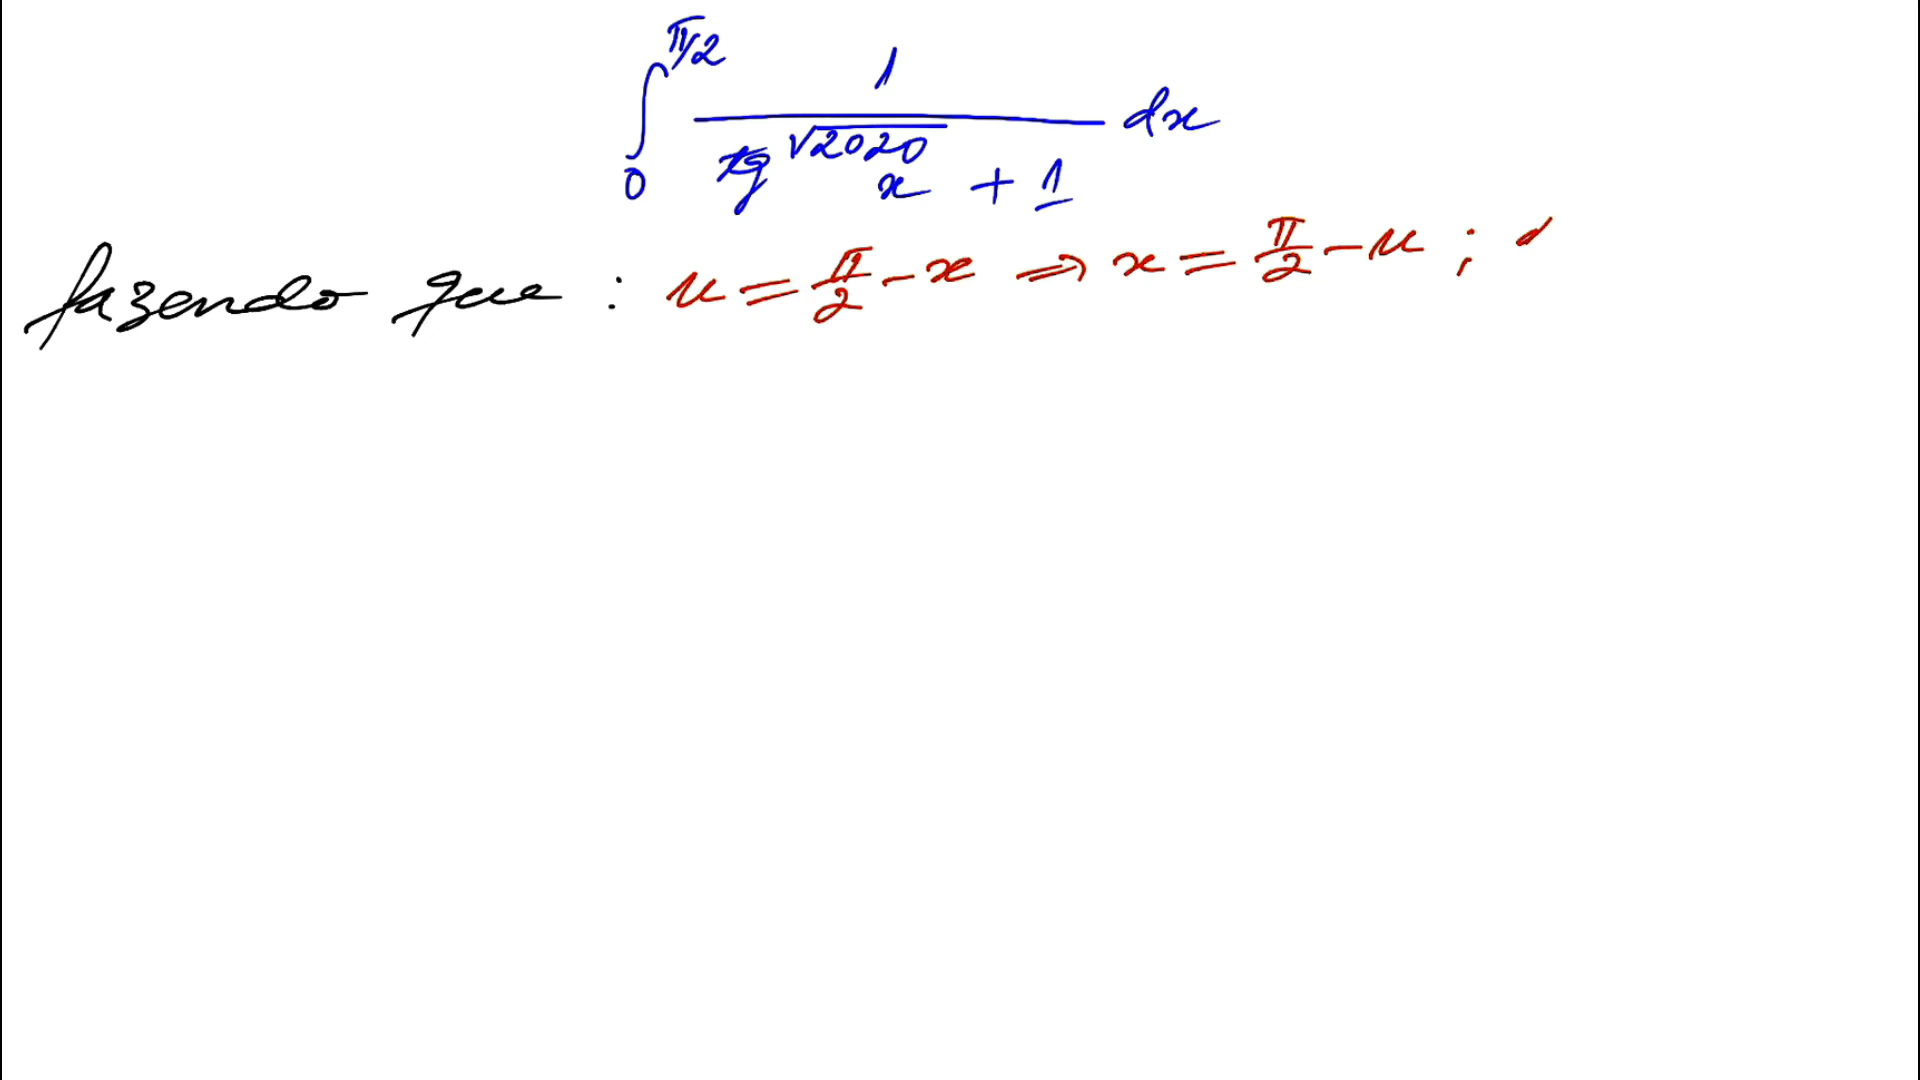 ∫₀^{π/2} 1/(tg^{√2020} x + 1) dx
fazendo que : u = π/2 - x ⇒ x = π/2 - u ;